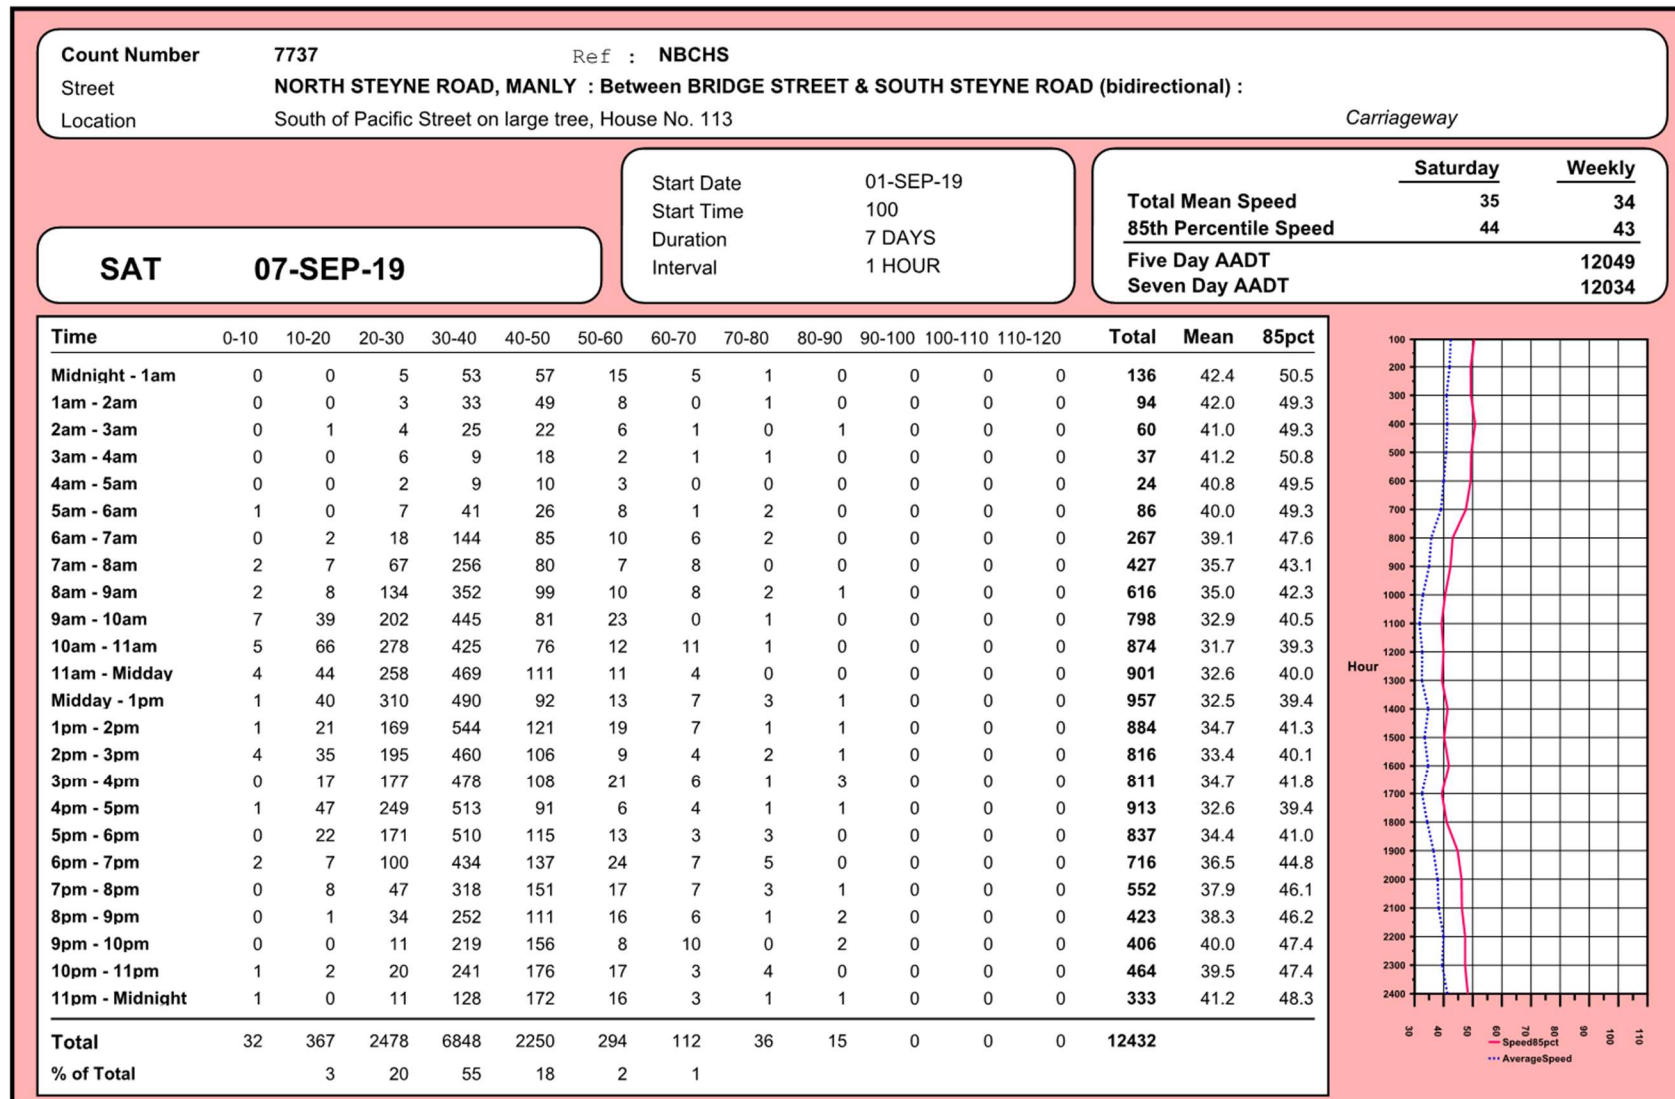 Count Number 7737 Ref : NBCHS
Street NORTH STEYNE ROAD, MANLY : Between BRIDGE STREET & SOUTH STEYNE ROAD (bidirectional) :
Location South of Pacific Street on large tree, House No. 113 Carriageway
SAT 07-SEP-19
Start Date 01-SEP-19
Start Time 100
Duration 7 DAYS
Interval 1 HOUR
Saturday Weekly
Total Mean Speed 35 34
85th Percentile Speed 44 43
Five Day AADT 12049
Seven Day AADT 12034
Time 0-10 10-20 20-30 30-40 40-50 50-60 60-70 70-80 80-90 90-100 100-110 110-120 Total Mean 85pct
Midnight - 1am 0 0 5 53 57 15 5 1 0 0 0 0 136 42.4 50.5
1am - 2am 0 0 3 33 49 8 0 1 0 0 0 0 94 42.0 49.3
2am - 3am 0 1 4 25 22 6 1 0 1 0 0 0 60 41.0 49.3
3am - 4am 0 0 6 9 18 2 1 1 0 0 0 0 37 41.2 50.8
4am - 5am 0 0 2 9 10 3 0 0 0 0 0 0 24 40.8 49.5
5am - 6am 1 0 7 41 26 8 1 2 0 0 0 0 86 40.0 49.3
6am - 7am 0 2 18 144 85 10 6 2 0 0 0 0 267 39.1 47.6
7am - 8am 2 7 67 256 80 7 8 0 0 0 0 0 427 35.7 43.1
8am - 9am 2 8 134 352 99 10 8 2 1 0 0 0 616 35.0 42.3
9am - 10am 7 39 202 445 81 23 0 1 0 0 0 0 798 32.9 40.5
10am - 11am 5 66 278 425 76 12 11 1 0 0 0 0 874 31.7 39.3
11am - Midday 4 44 258 469 111 11 4 0 0 0 0 0 901 32.6 40.0
Midday - 1pm 1 40 310 490 92 13 7 3 1 0 0 0 957 32.5 39.4
1pm - 2pm 1 21 169 544 121 19 7 1 1 0 0 0 884 34.7 41.3
2pm - 3pm 4 35 195 460 106 9 4 2 1 0 0 0 816 33.4 40.1
3pm - 4pm 0 17 177 478 108 21 6 1 3 0 0 0 811 34.7 41.8
4pm - 5pm 1 47 249 513 91 6 4 1 1 0 0 0 913 32.6 39.4
5pm - 6pm 0 22 171 510 115 13 3 3 0 0 0 0 837 34.4 41.0
6pm - 7pm 2 7 100 434 137 24 7 5 0 0 0 0 716 36.5 44.8
7pm - 8pm 0 8 47 318 151 17 7 3 1 0 0 0 552 37.9 46.1
8pm - 9pm 0 1 34 252 111 16 6 1 2 0 0 0 423 38.3 46.2
9pm - 10pm 0 0 11 219 156 8 10 0 2 0 0 0 406 40.0 47.4
10pm - 11pm 1 2 20 241 176 17 3 4 0 0 0 0 464 39.5 47.4
11pm - Midnight 1 0 11 128 172 16 3 1 1 0 0 0 333 41.2 48.3
Total 32 367 2478 6848 2250 294 112 36 15 0 0 0 12432
% of Total 3 20 55 18 2 1
100
200
300
400
500
600
700
800
900
1000
1100
1200
Hour
1300
1400
1500
1600
1700
1800
1900
2000
2100
2200
2300
2400
30 40 50 60 70 80 90 100 110
Speed85pct
AverageSpeed